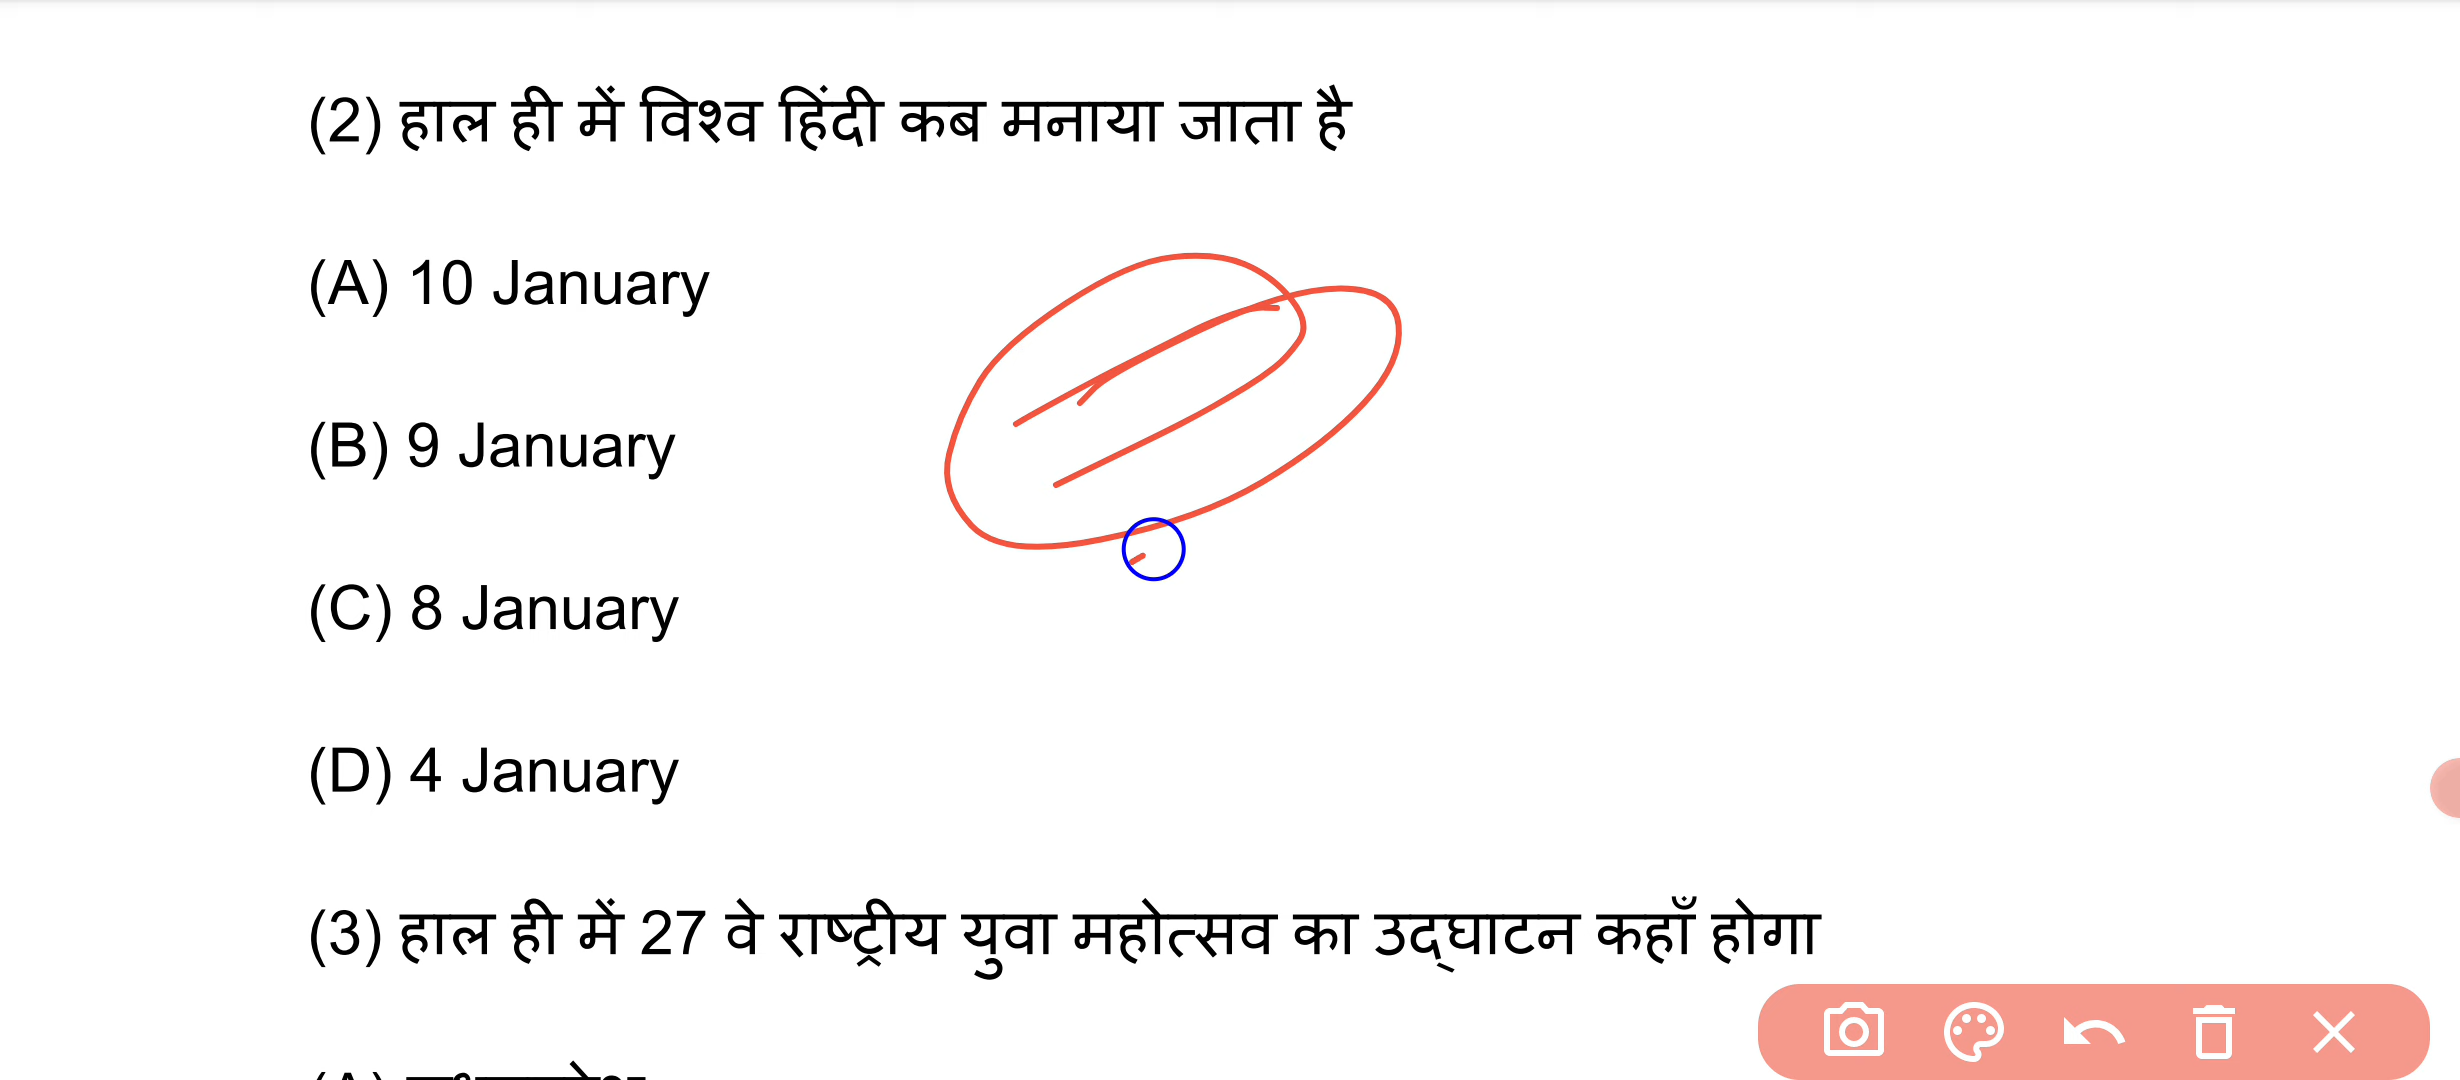 (2) हाल ही में विश्व हिंदी कब मनाया जाता है
(A) 10 January
(B) 9 January
(C) 8 January
(D) 4 January
(3) हाल ही में 27 वे राष्ट्रीय युवा महोत्सव का उद्घाटन कहाँ होगा
(A)